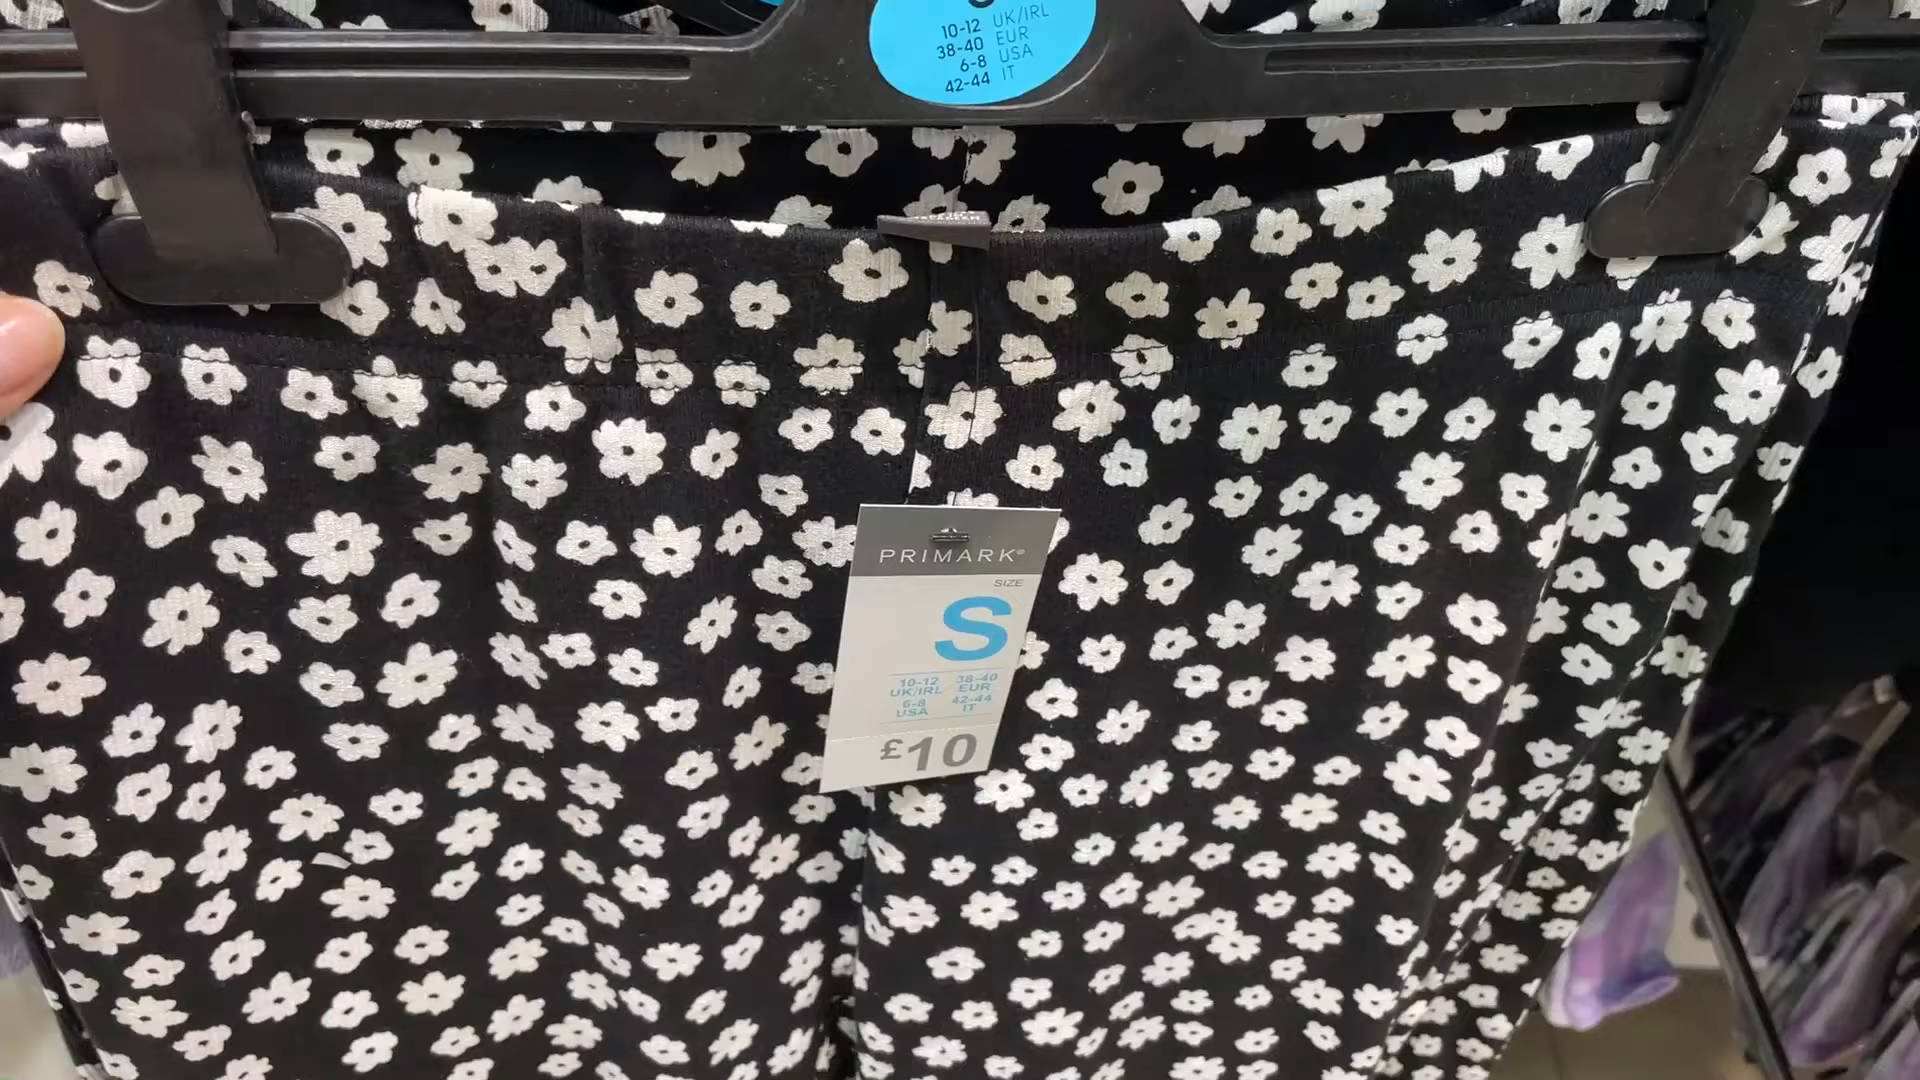 10-12 UK/IRL
38-40 EUR
6-8 USA
42-44 IT
PRIMARK®
SIZE
S
10-12 38-40
UK/IRL EUR
6-8 42-44
USA IT
£10